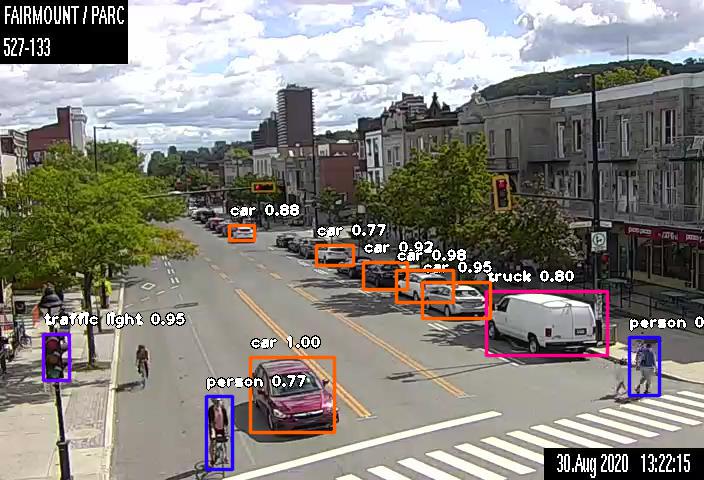 FAIRMOUNT / PARC
527-133
car 0.88
car 0.77
car 0.92
car 0.98
car 0.95
truck 0.80
traffic light 0.95
person 0
car 1.00
person 0.77
30.Aug 2020 13:22:15